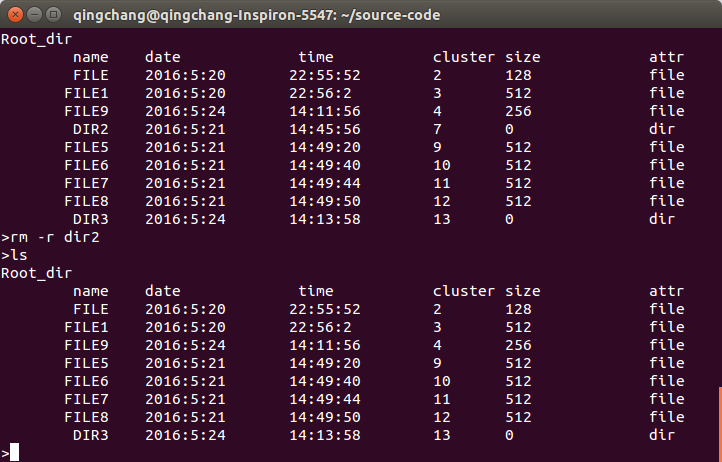 qingchang@qingchang-Inspiron-5547: ~/source-code
Root_dir
name date time cluster size attr
FILE 2016:5:20 22:55:52 2 128 file
FILE1 2016:5:20 22:56:2 3 512 file
FILE9 2016:5:24 14:11:56 4 256 file
DIR2 2016:5:21 14:45:56 7 0 dir
FILE5 2016:5:21 14:49:20 9 512 file
FILE6 2016:5:21 14:49:40 10 512 file
FILE7 2016:5:21 14:49:44 11 512 file
FILE8 2016:5:21 14:49:50 12 512 file
DIR3 2016:5:24 14:13:58 13 0 dir
>rm -r dir2
>ls
Root_dir
name date time cluster size attr
FILE 2016:5:20 22:55:52 2 128 file
FILE1 2016:5:20 22:56:2 3 512 file
FILE9 2016:5:24 14:11:56 4 256 file
FILE5 2016:5:21 14:49:20 9 512 file
FILE6 2016:5:21 14:49:40 10 512 file
FILE7 2016:5:21 14:49:44 11 512 file
FILE8 2016:5:21 14:49:50 12 512 file
DIR3 2016:5:24 14:13:58 13 0 dir
>